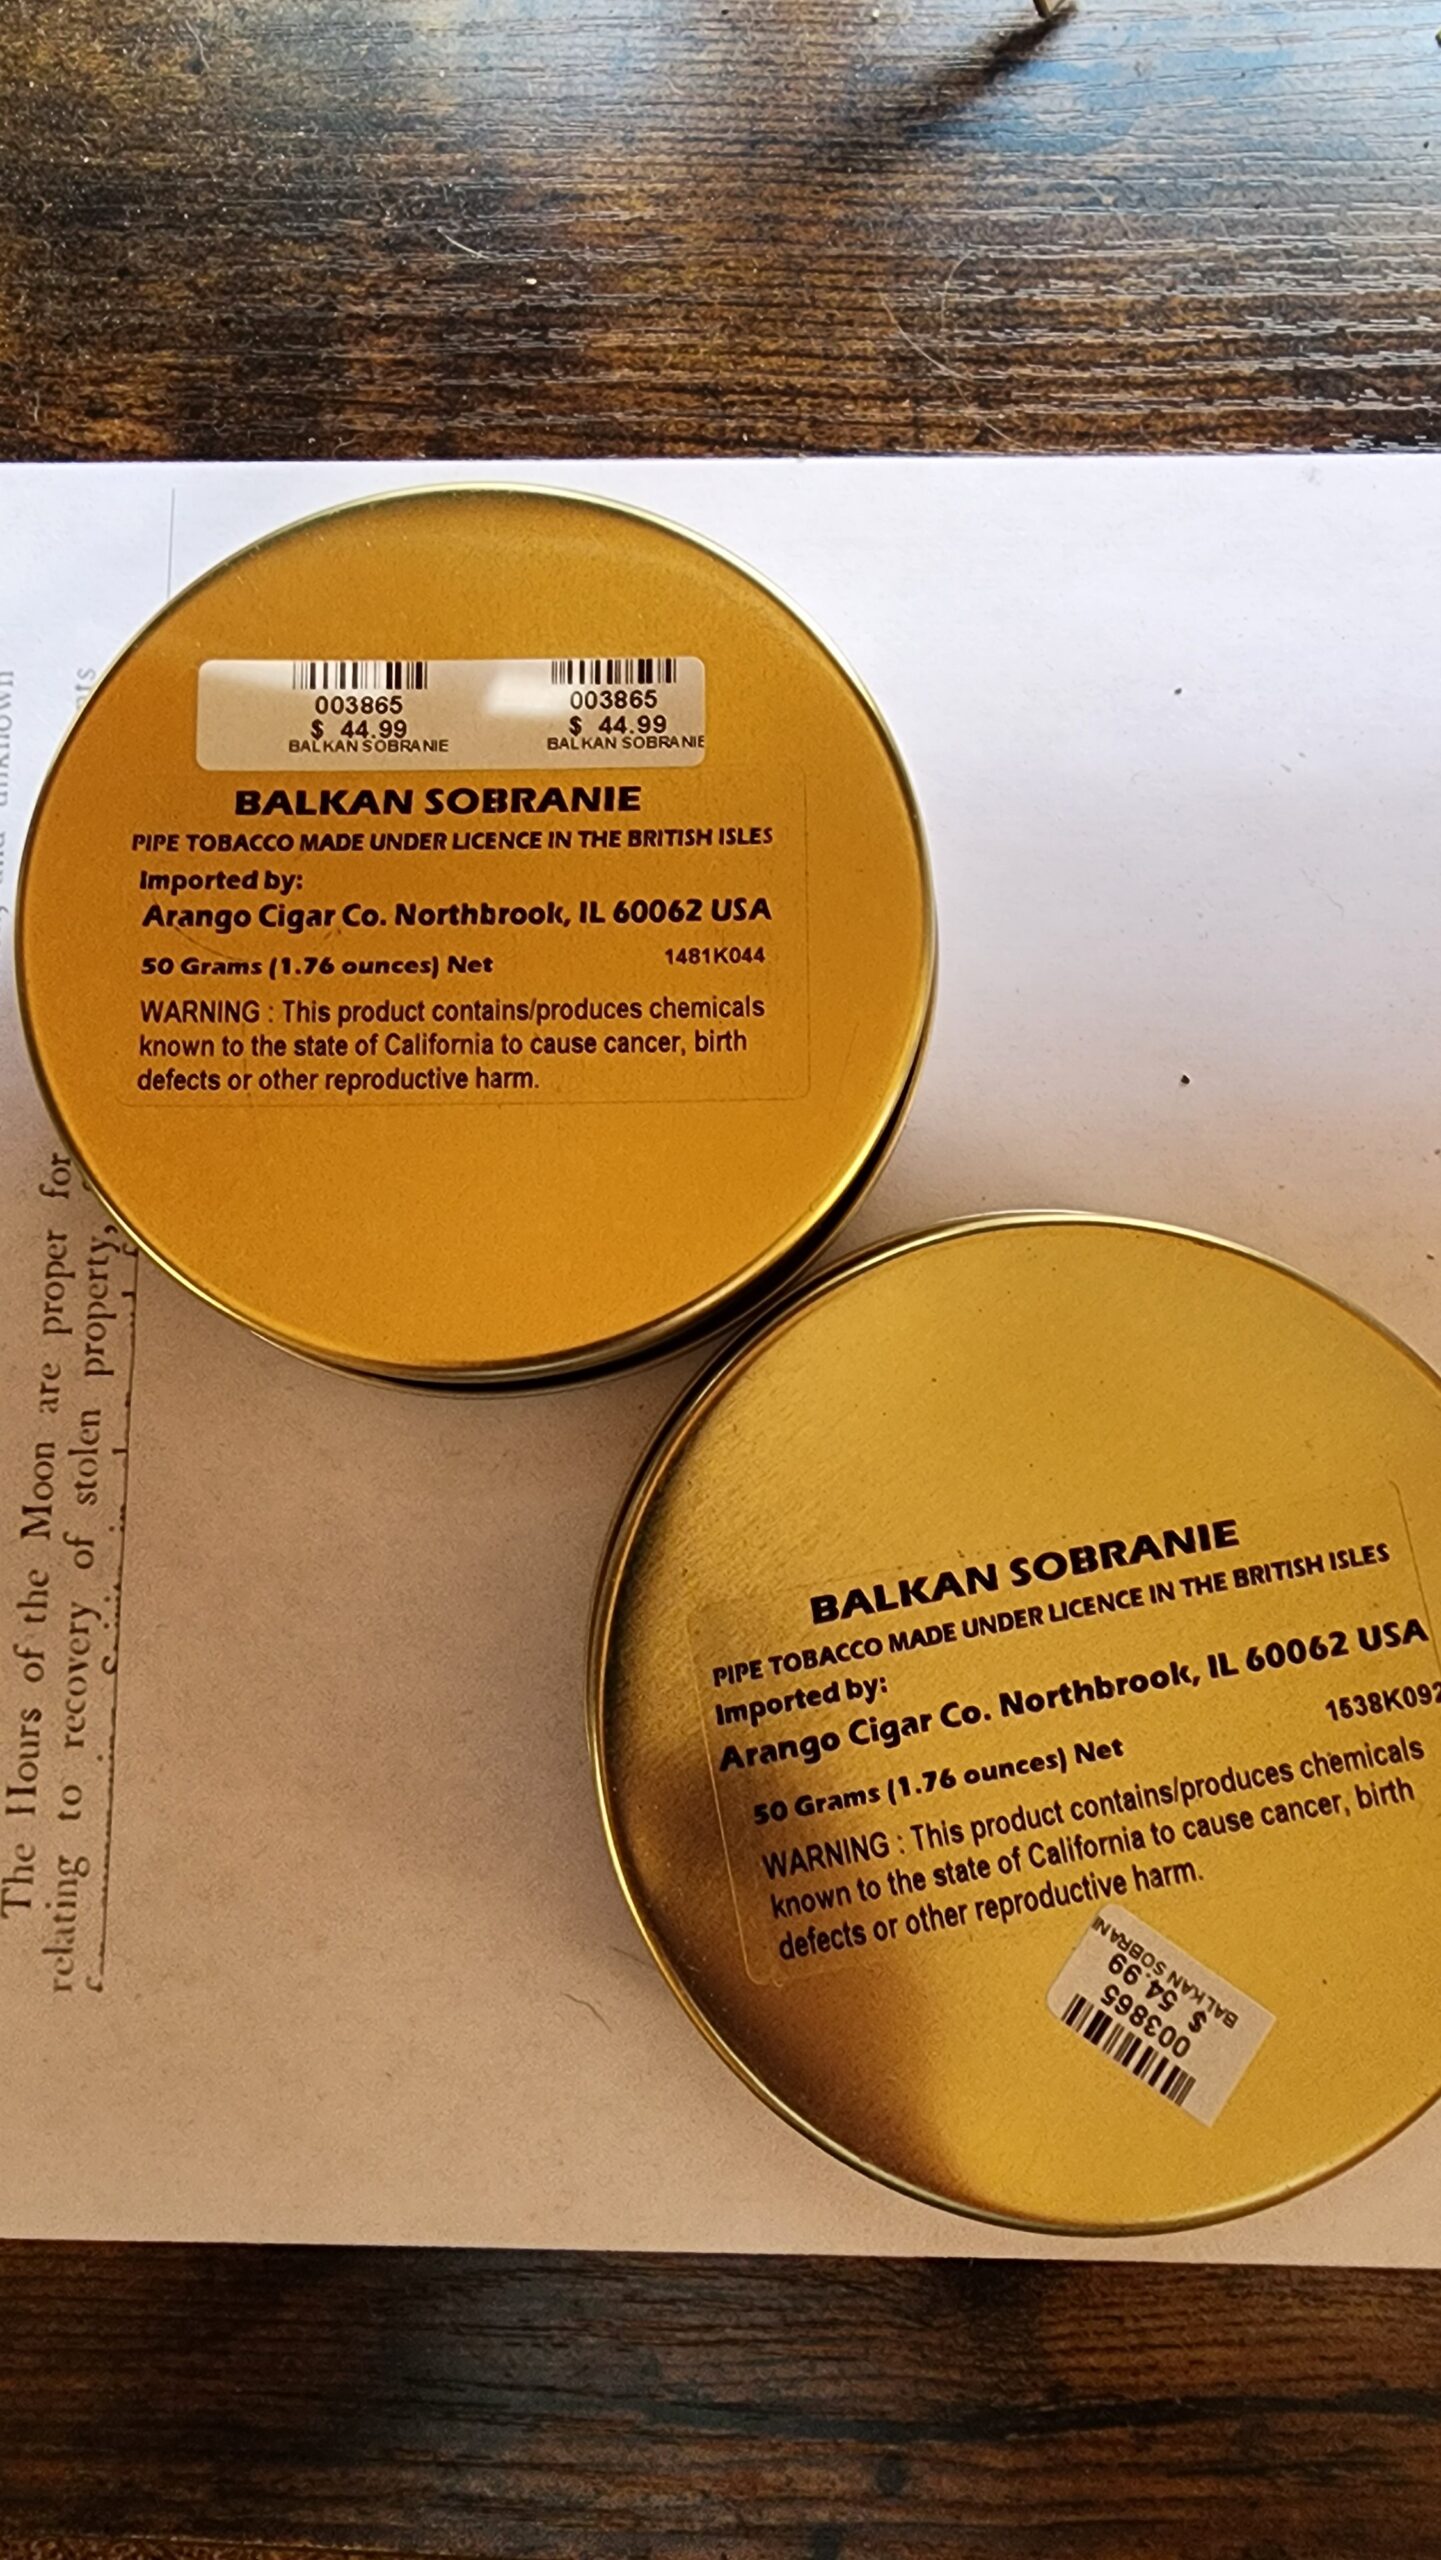 003865
$ 44.99
BALKAN SOBRANIE
003865
$ 44.99
BALKAN SOBRANIE
BALKAN SOBRANIE
PIPE TOBACCO MADE UNDER LICENCE IN THE BRITISH ISLES
Imported by:
Arango Cigar Co. Northbrook, IL 60062 USA
50 Grams (1.76 ounces) Net
1481K044
WARNING : This product contains/produces chemicals
known to the state of California to cause cancer, birth
defects or other reproductive harm.
BALKAN SOBRANIE
PIPE TOBACCO MADE UNDER LICENCE IN THE BRITISH ISLES
Imported by:
Arango Cigar Co. Northbrook, IL 60062 USA
1538K092
50 Grams (1.76 ounces) Net
WARNING : This product contains/produces chemicals
known to the state of California to cause cancer, birth
defects or other reproductive harm.
003865
$ 54.99
BALKAN SOBRANI
unknown
The Hours of the Moon are proper for
relating to recovery of stolen property,